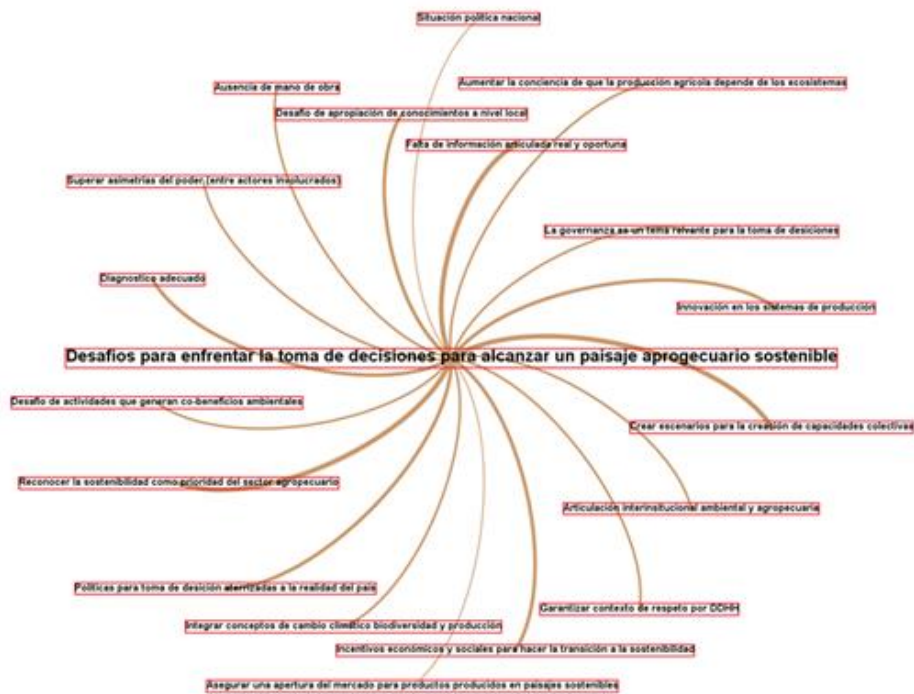 Situación política nacional
Aumentar la conciencia de que la producción agrícola depende de los ecosistemas
Ausencia de mano de obra
Desafio de apropiación de conocimientos a nivel local
Falta de información articulada real y oportuna
Superar asimetrías del poder (entre actores involucrados)
La governanza es un tema relvante para la toma de desiciones
Diagnostico adecuado
Innovación en los sistemas de producción
Desafios para enfrentar la toma de decisiones para alcanzar un paisaje aprogecuario sostenible
Desafio de actividades que generan co-beneficios ambientales
Crear escenarios para la creación de capacidades colectivas
Reconocer la sostenibilidad como prioridad del sector agropecuario
Articulación interinsitucional ambiental y agropecuaria
Políticas para toma de desición aterrizadas a la realidad del pais
Garantizar contexto de respeto por DDHH
Integrar conceptos de cambio climático biodiversidad y producción
Incentivos económicos y sociales para hacer la transición a la sostenibilidad
Asegurar una apertura del mercado para productos producidos en paisajes sostenibles